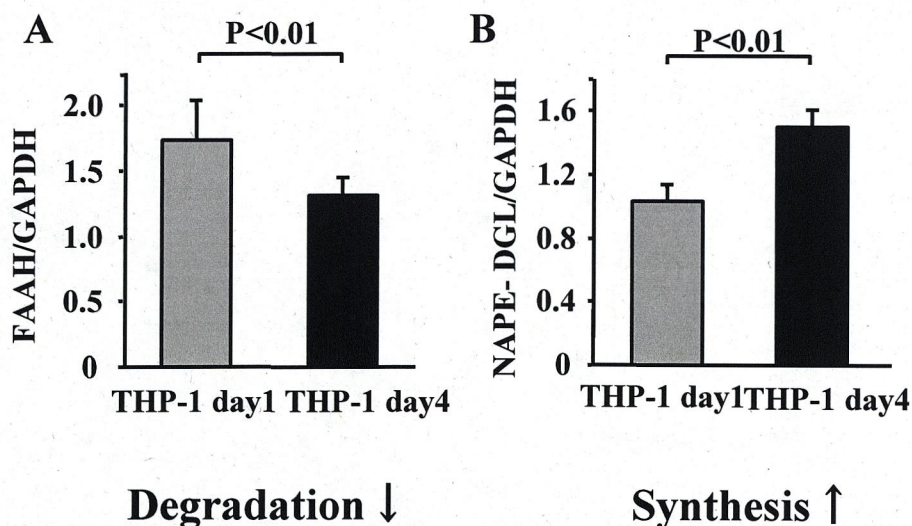 A
P<0.01
FAAH/GAPDH
2.0
1.5
1.0
0.5
0
THP-1 day1 THP-1 day4
Degradation ↓
B
P<0.01
NAPE- DGL/GAPDH
1.6
1.2
0.8
0.4
0
THP-1 day1THP-1 day4
Synthesis ↑